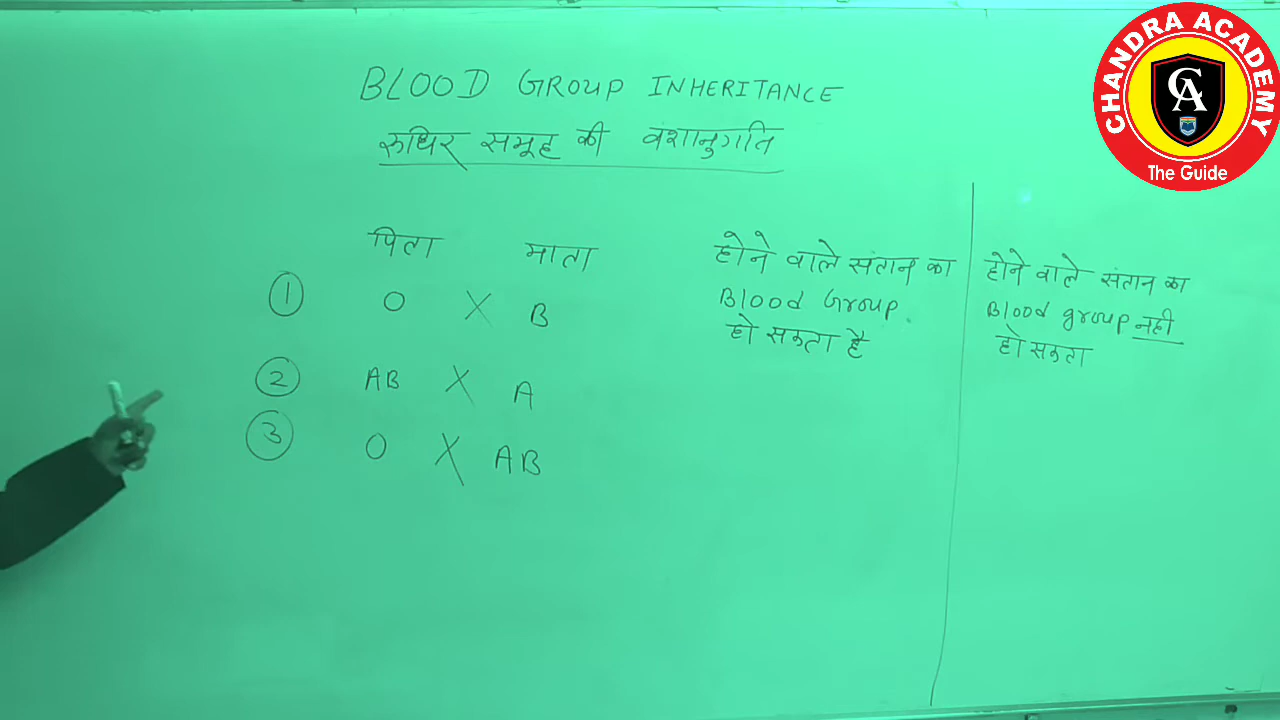 CHANDRA ACADEMY
CA
The Guide
BLOOD GROUP INHERITANCE
रुधिर समूह की वंशानुगति
पिता माता
होने वाले संतान का
Blood Group
हो सकता है
होने वाले संतान का
Blood group नही
हो सकता
1 O X B
2 AB X A
3 O X AB